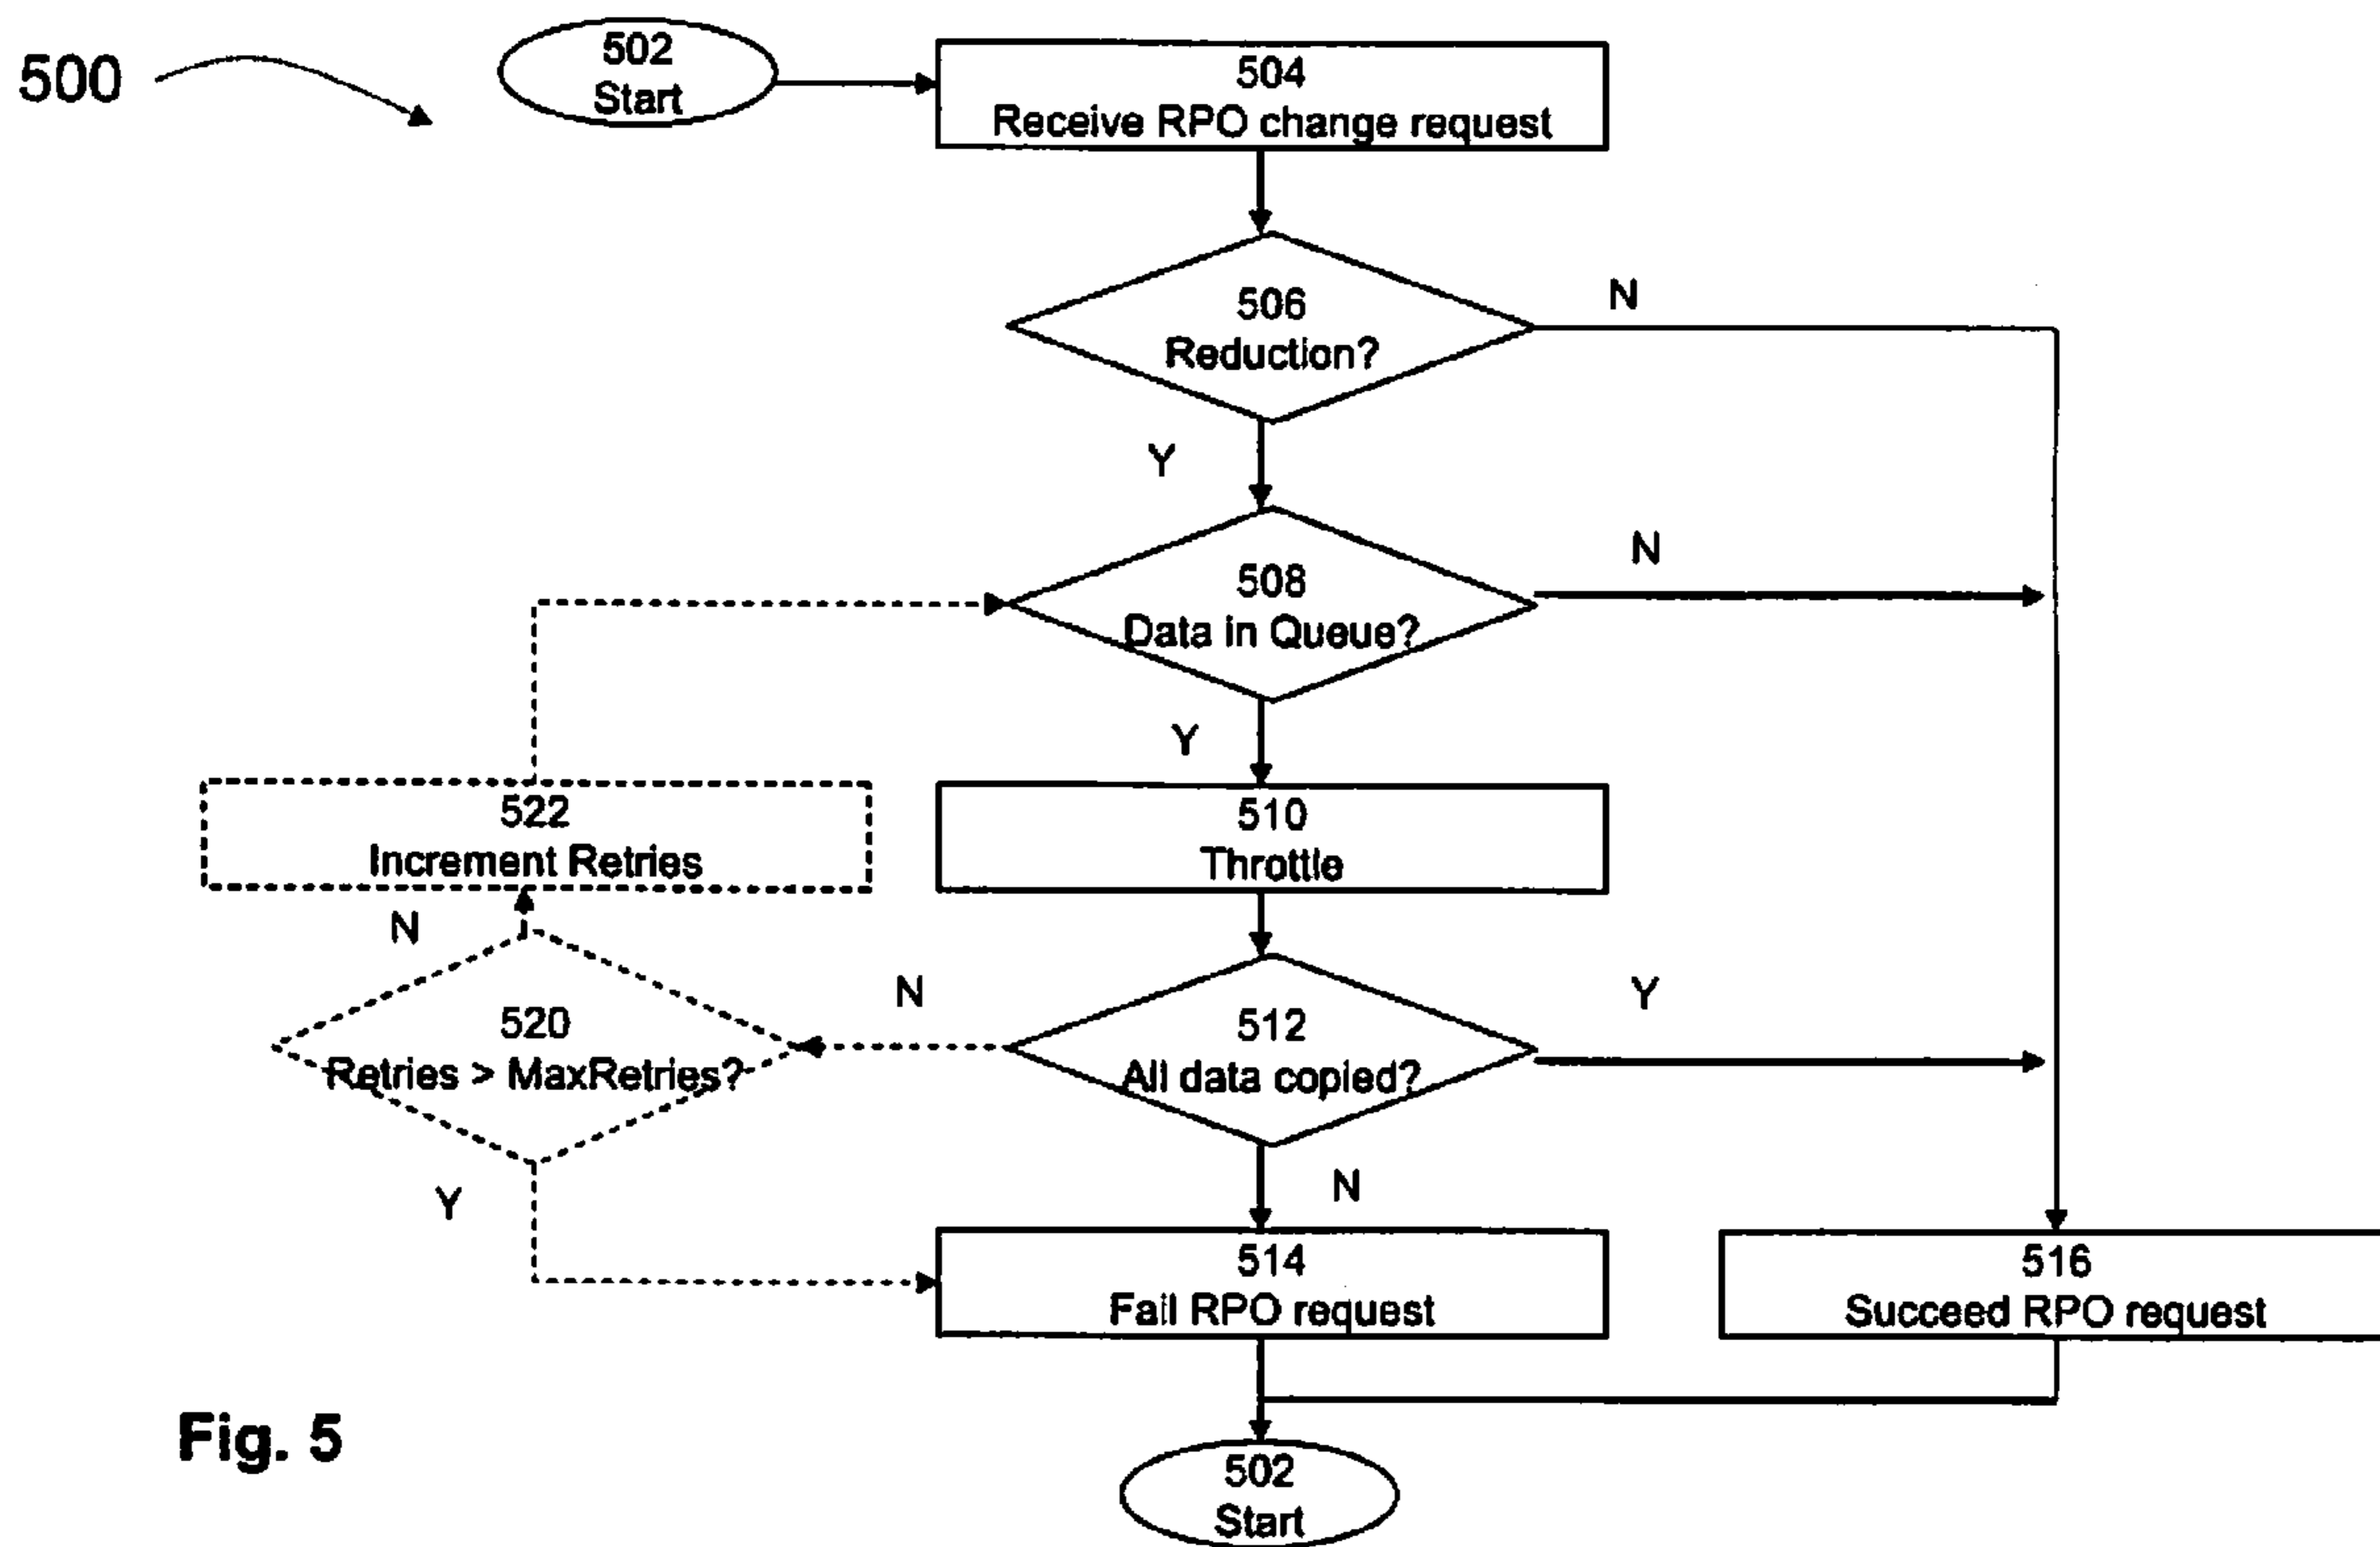 500
502
Start
504
Receive RPO change request
506
Reduction?
N
Y
508
Data in Queue?
N
Y
522
Increment Retries
510
Throttle
N
520
Retries > MaxRetries?
N
512
All data copied?
Y
Y
N
514
Fail RPO request
516
Succeed RPO request
Fig. 5
502
Start